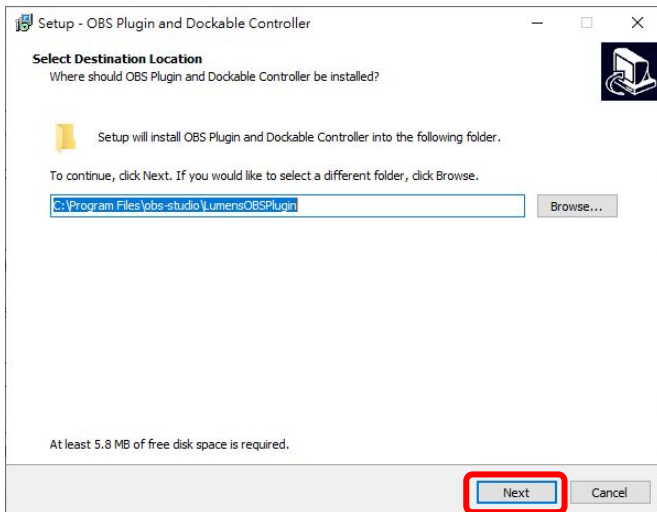 Setup - OBS Plugin and Dockable Controller
Select Destination Location
Where should OBS Plugin and Dockable Controller be installed?
Setup will install OBS Plugin and Dockable Controller into the following folder.
To continue, click Next. If you would like to select a different folder, click Browse.
C:\Program Files\obs-studio\LumensOBSPlugin
Browse...
At least 5.8 MB of free disk space is required.
Next
Cancel